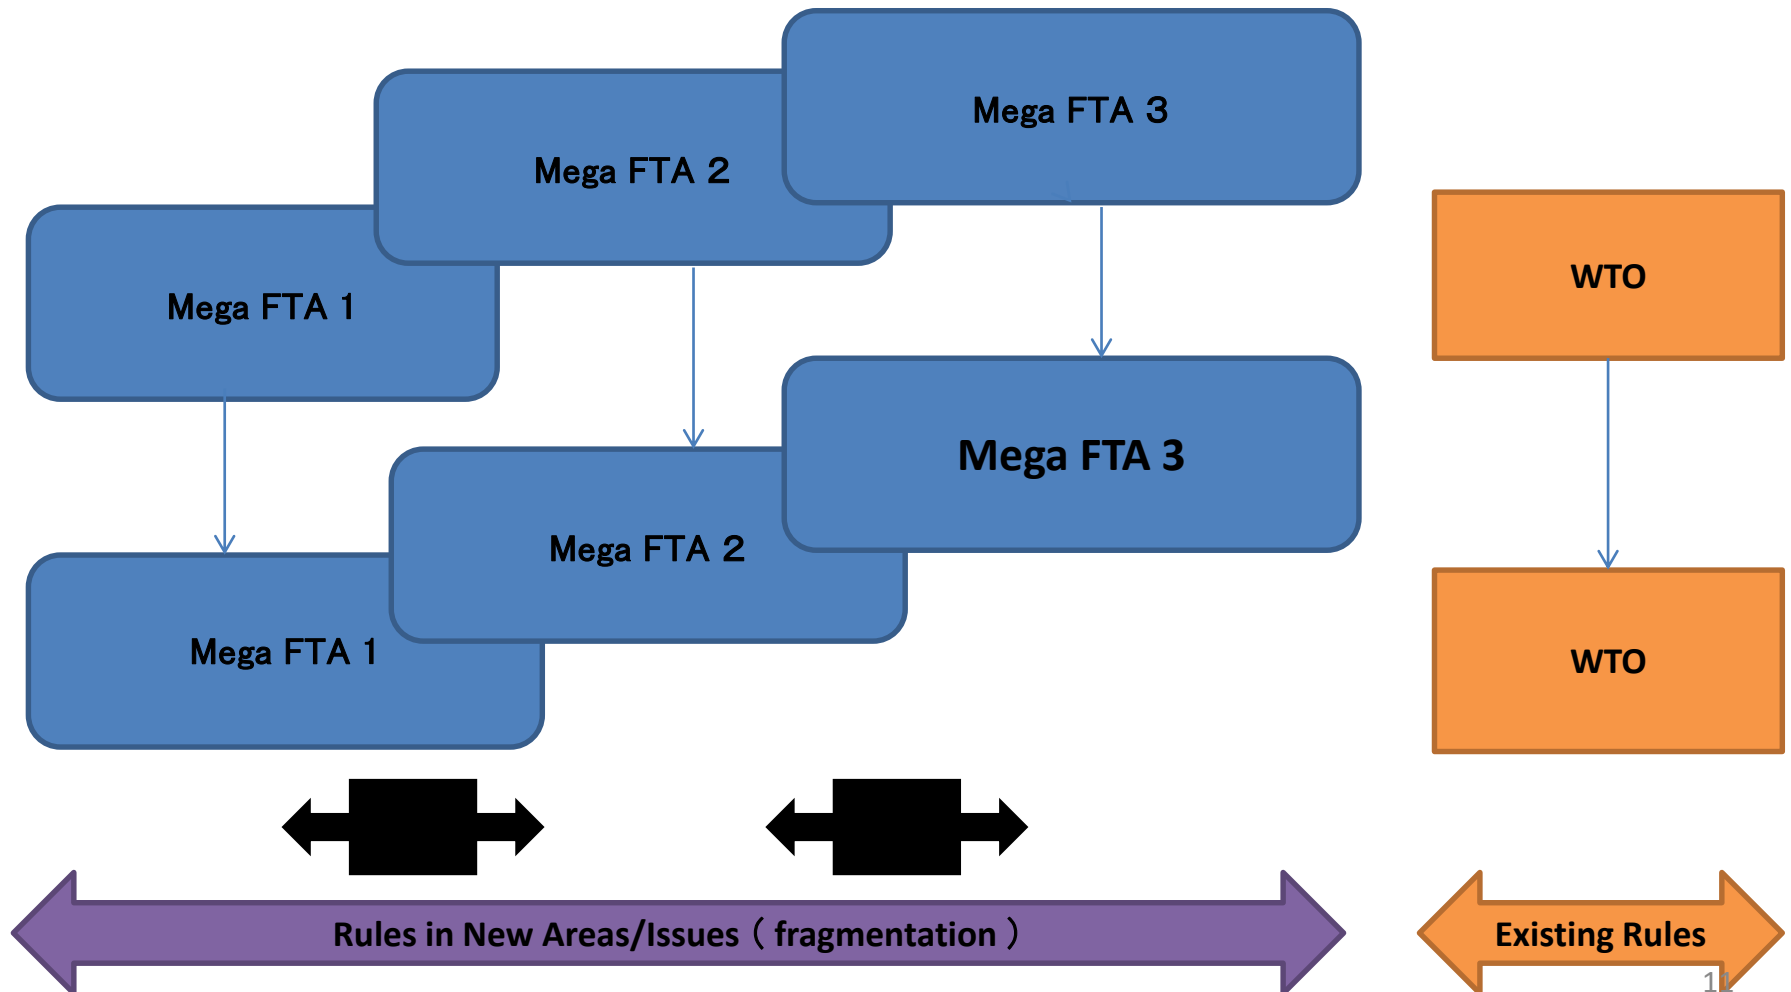 Mega FTA 3
Mega FTA 2
Mega FTA 1
WTO
Mega FTA 3
Mega FTA 2
Mega FTA 1
WTO
Rules in New Areas/Issues（fragmentation）
Existing Rules
11